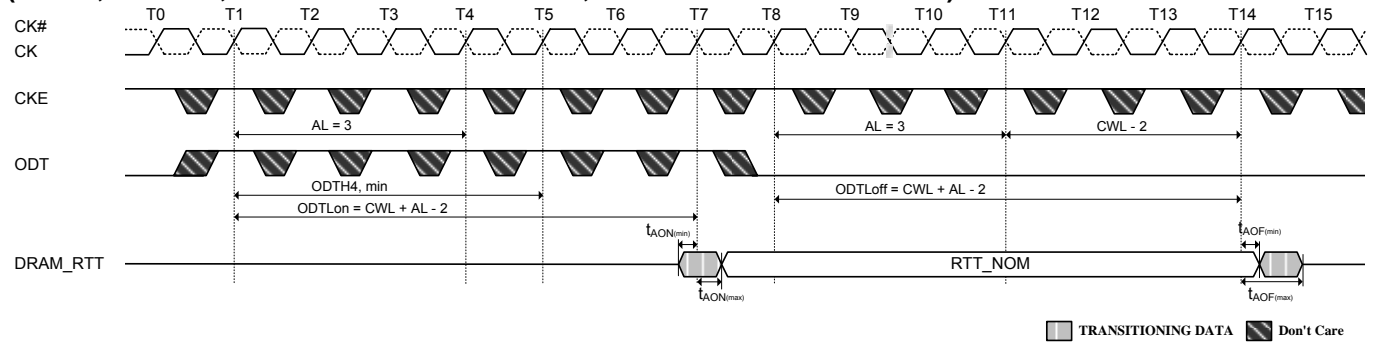 T0 T1 T2 T3 T4 T5 T6 T7 T8 T9 T10 T11 T12 T13 T14 T15
CK#
CK
CKE
AL = 3 AL = 3 CWL - 2
ODT
ODTH4, min ODTLoff = CWL + AL - 2
ODTLon = CWL + AL - 2
tAON(min) tAOF(min)
DRAM_RTT RTT_NOM
tAON(max) tAOF(max)
TRANSITIONING DATA Don't Care